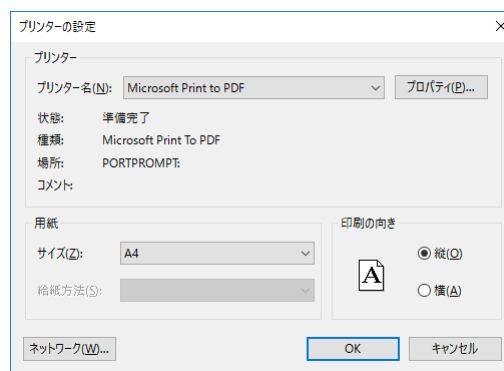 プリンターの設定
プリンター
プリンター名(N): Microsoft Print to PDF プロパティ(P)...
状態: 準備完了
種類: Microsoft Print To PDF
場所: PORTPROMPT:
コメント:
用紙
サイズ(Z): A4
給紙方法(S):
印刷の向き
A
縦(O)
横(A)
ネットワーク(W)... OK キャンセル